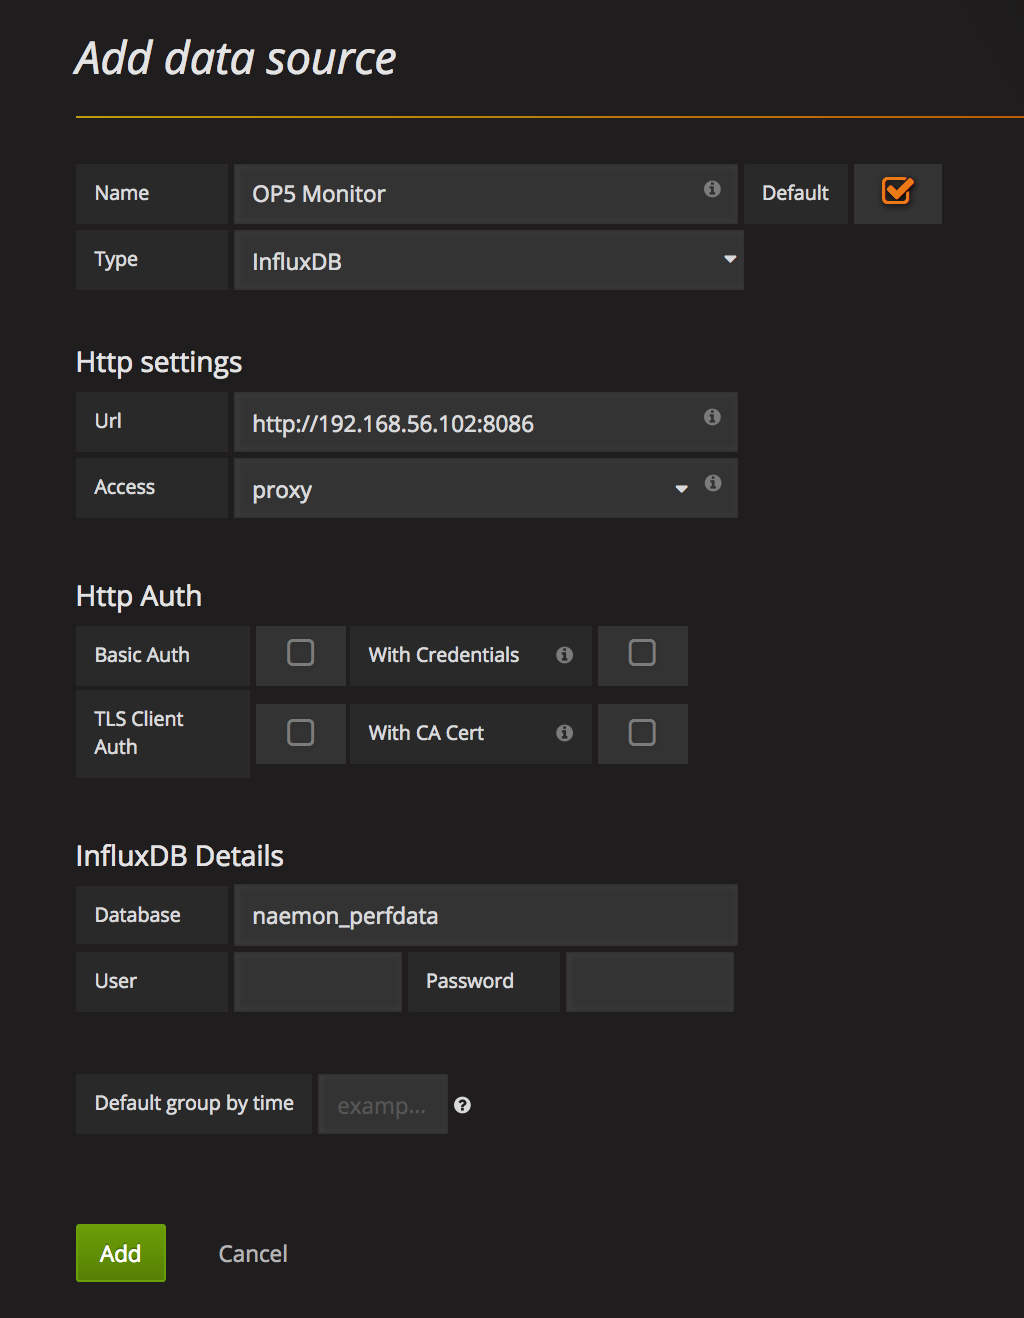 Add data source
Name OP5 Monitor Default
Type InfluxDB
Http settings
Url http://192.168.56.102:8086
Access proxy
Http Auth
Basic Auth With Credentials
TLS Client
Auth
With CA Cert
InfluxDB Details
Database naemon_perfdata
User Password
Default group by time examp...
Add Cancel